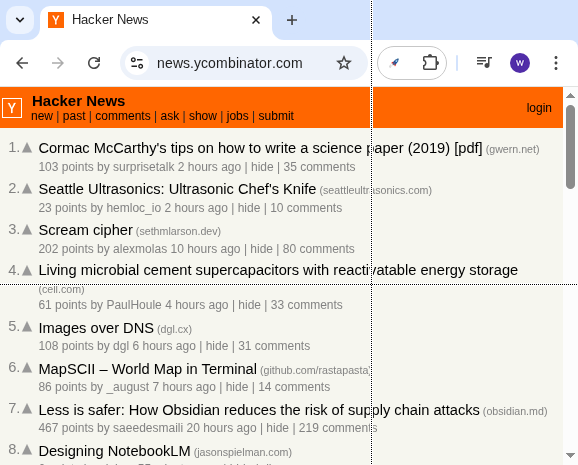 Hacker News
news.ycombinator.com
W
Y Hacker News
new | past | comments | ask | show | jobs | submit
login
1. Cormac McCarthy's tips on how to write a science paper (2019) [pdf] (gwern.net)
103 points by surprisetalk 2 hours ago | hide | 35 comments
2. Seattle Ultrasonics: Ultrasonic Chef's Knife (seattleultrasonics.com)
23 points by hemloc_io 2 hours ago | hide | 10 comments
3. Scream cipher (sethmlarson.dev)
202 points by alexmolas 10 hours ago | hide | 80 comments
4. Living microbial cement supercapacitors with reactivatable energy storage
(cell.com)
61 points by PaulHoule 4 hours ago | hide | 33 comments
5. Images over DNS (dgl.cx)
108 points by dgl 6 hours ago | hide | 31 comments
6. MapSCII – World Map in Terminal (github.com/rastapasta)
86 points by _august 7 hours ago | hide | 14 comments
7. Less is safer: How Obsidian reduces the risk of supply chain attacks (obsidian.md)
467 points by saeedesmaili 20 hours ago | hide | 219 comments
8. Designing NotebookLM (jasonspielman.com)